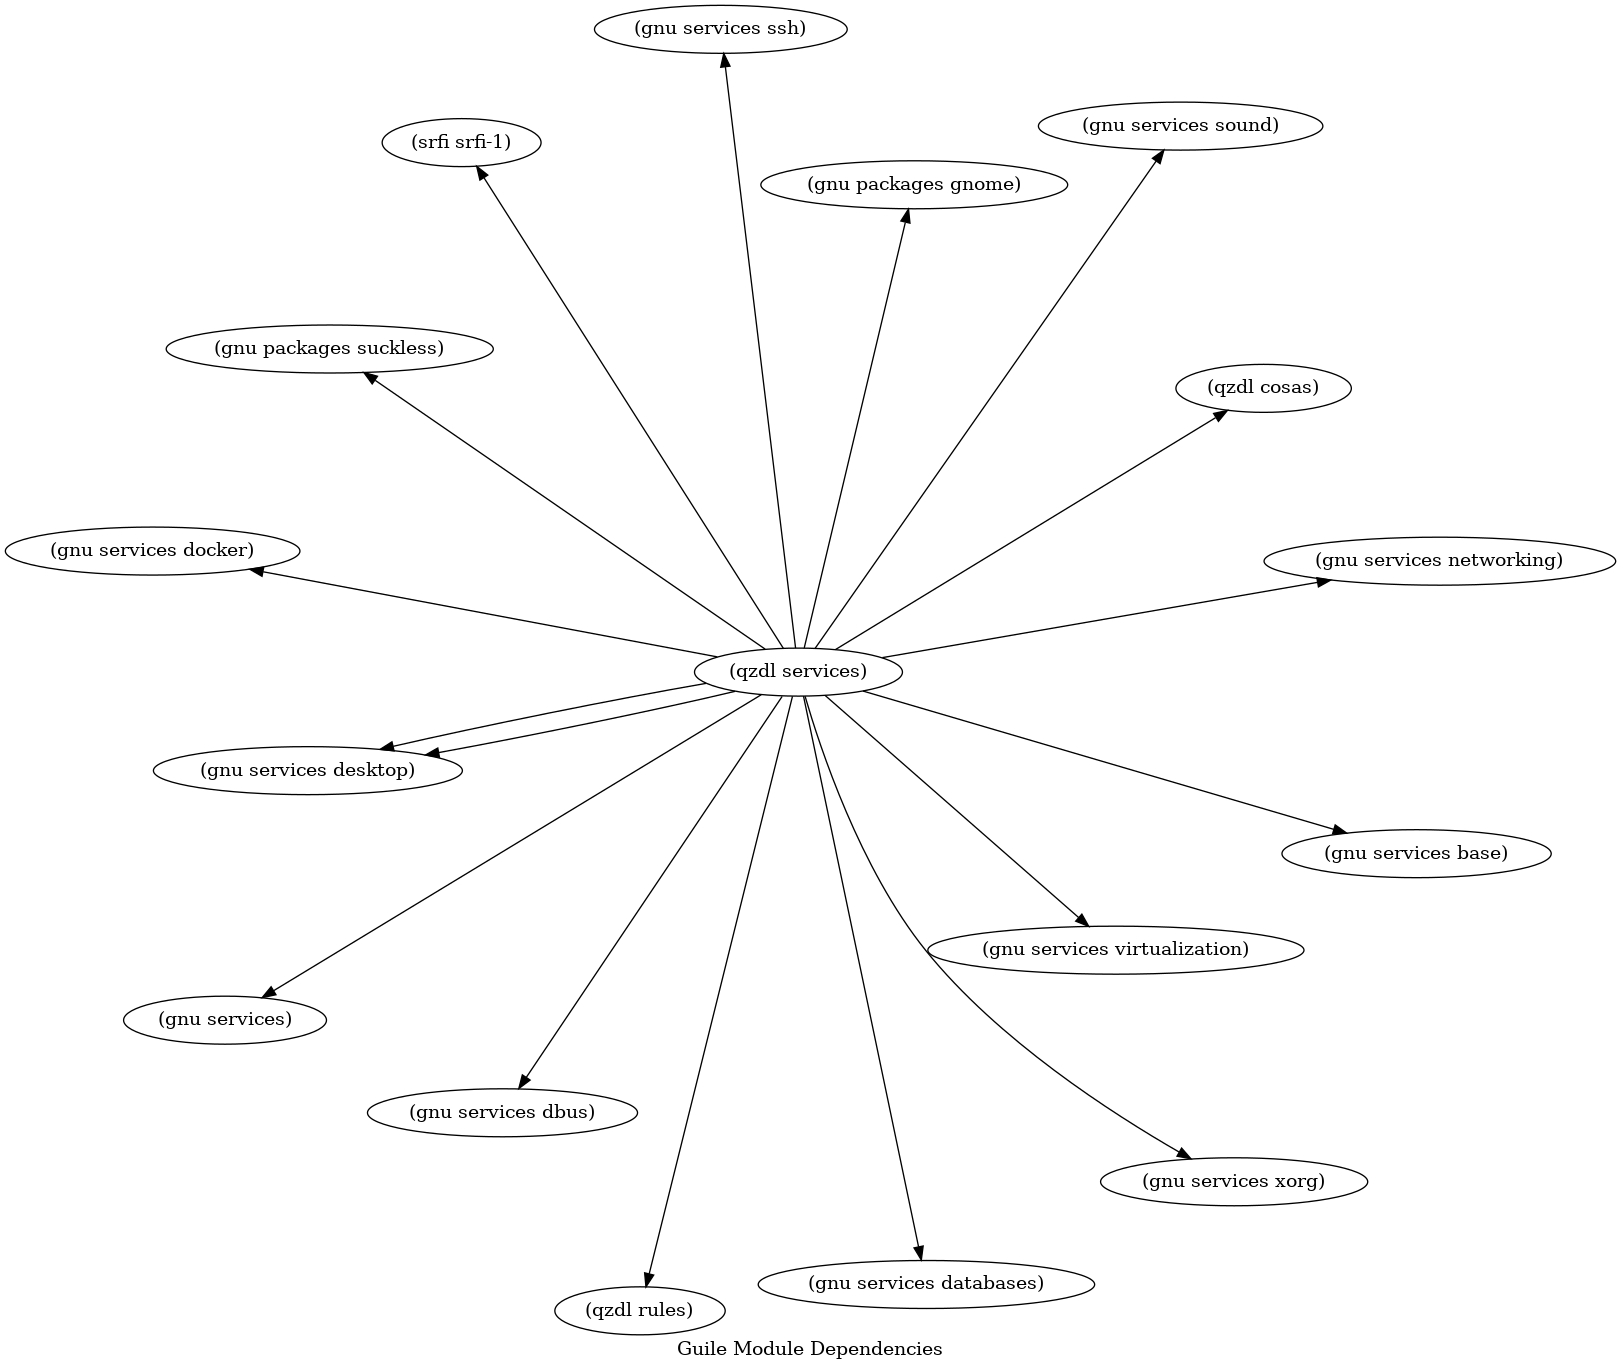 (gnu services ssh)
(gnu services sound)
(srfi srfi-1)
(gnu packages gnome)
(gnu packages suckless)
(qzdl cosas)
(gnu services docker)
(gnu services networking)
(qzdl services)
(gnu services desktop)
(gnu services base)
(gnu services virtualization)
(gnu services)
(gnu services dbus)
(gnu services xorg)
(gnu services databases)
(qzdl rules)
Guile Module Dependencies